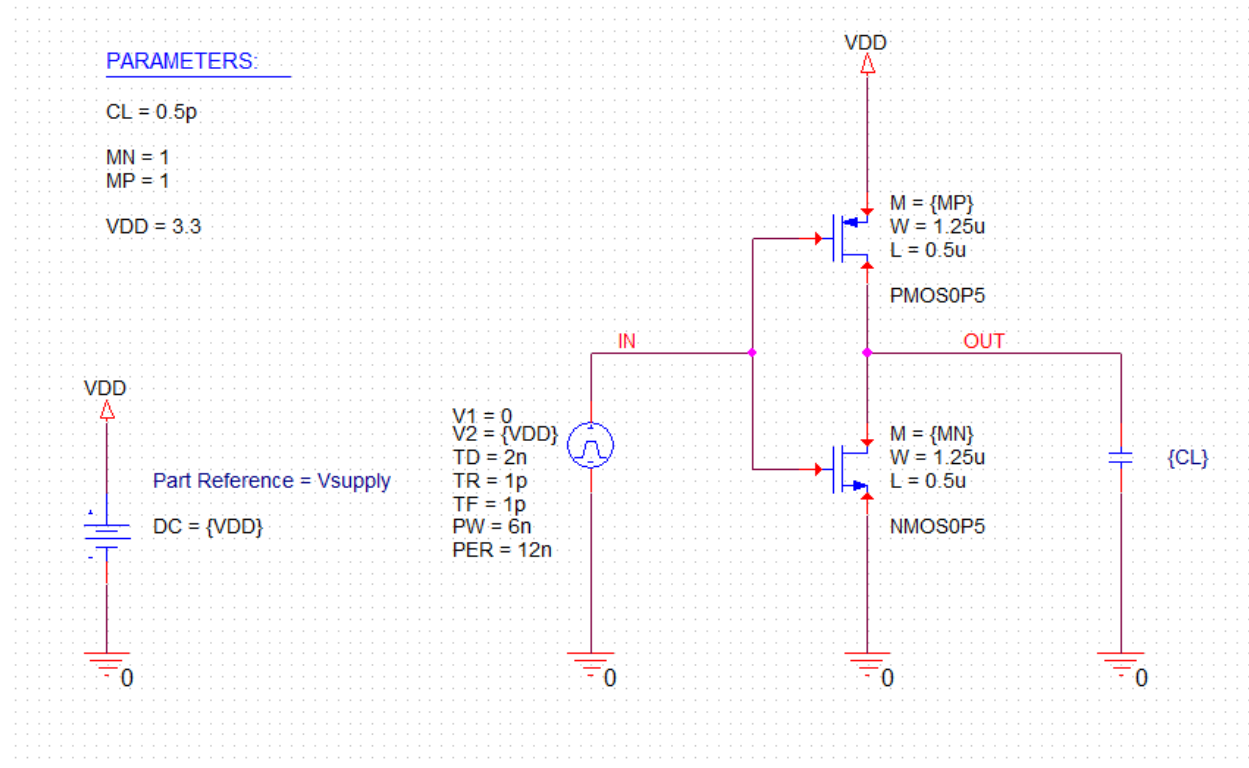 PARAMETERS:
CL = 0.5p
MN = 1
MP = 1
VDD = 3.3
VDD
M = {MP}
W = 1.25u
L = 0.5u
PMOS0P5
IN
OUT
VDD
Part Reference = Vsupply
DC = {VDD}
V1 = 0
V2 = {VDD}
TD = 2n
TR = 1p
TF = 1p
PW = 6n
PER = 12n
M = {MN}
W = 1.25u
L = 0.5u
NMOS0P5
{CL}
0
0
0
0